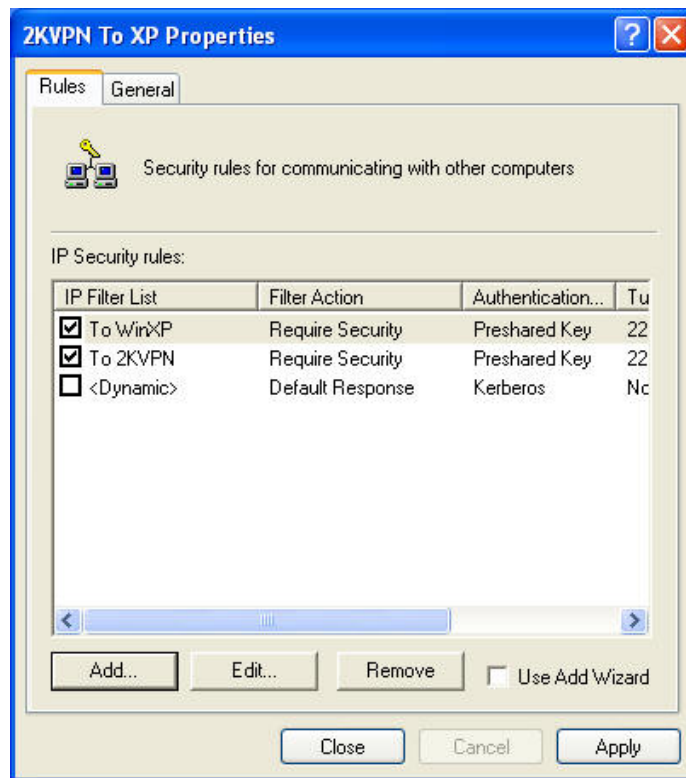 2KVPN To XP Properties
Rules General
Security rules for communicating with other computers
IP Security rules:
IP Filter List Filter Action Authentication... Tu
To WinXP Require Security Preshared Key 22
To 2KVPN Require Security Preshared Key 22
<Dynamic> Default Response Kerberos Nc
Add... Edit... Remove Use Add Wizard
Close Cancel Apply